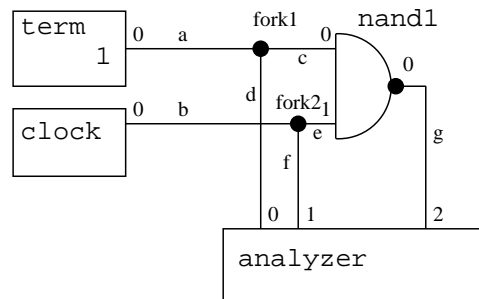 term
1
0 a
fork1
0
c
nand1
0
d
clock
0 b
fork2
1
e
f
g
0 1 2
analyzer